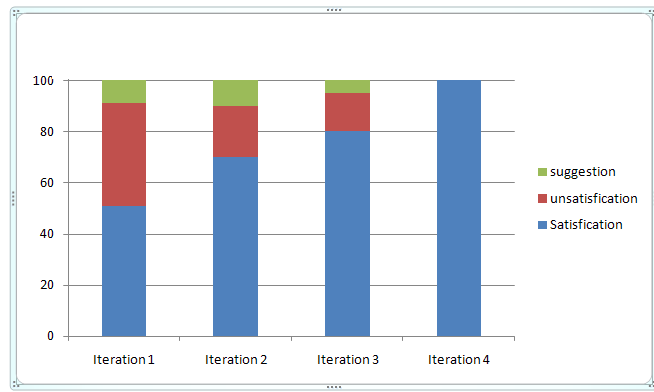 100
80
60
40
20
0
Iteration 1
Iteration 2
Iteration 3
Iteration 4
suggestion
unsatisfication
Satisfication